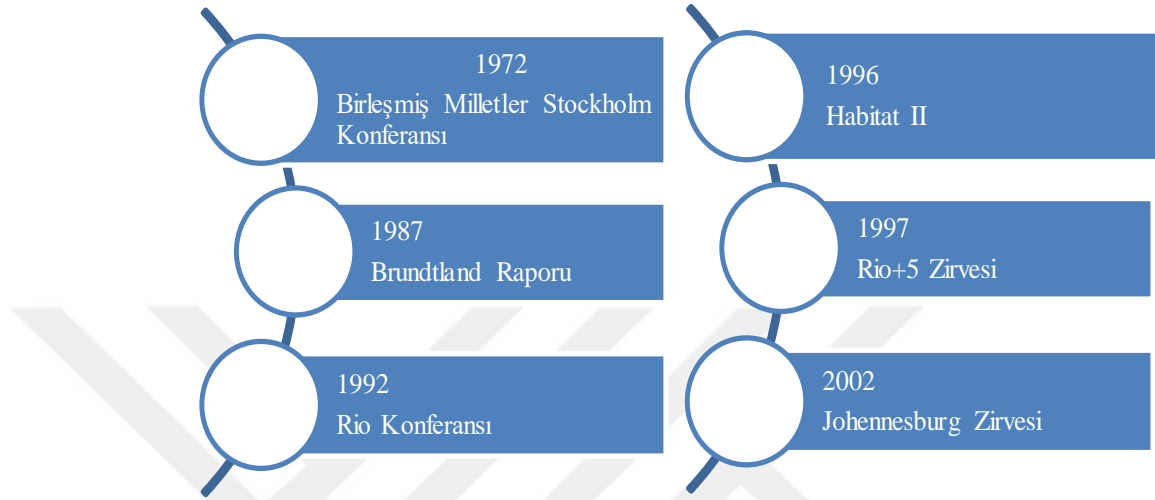 1972
Birleşmiş Milletler Stockholm
Konferansı
1987
Brundtland Raporu
1992
Rio Konferansı
1996
Habitat II
1997
Rio+5 Zirvesi
2002
Johennesburg Zirvesi